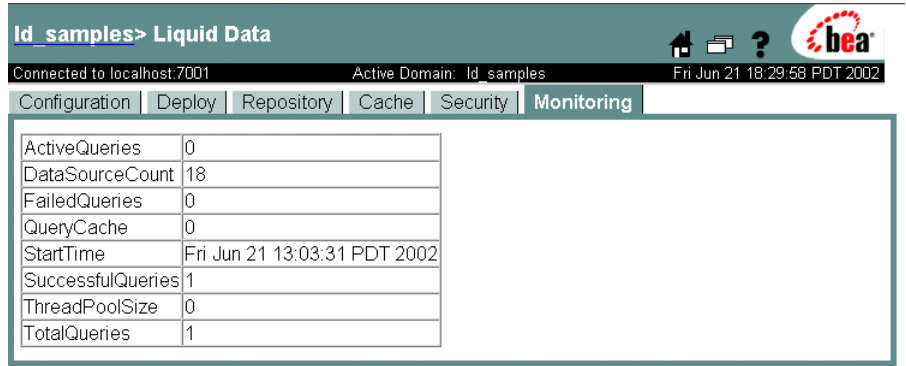 ld_samples> Liquid Data
? bea
Connected to localhost:7001 Active Domain: ld_samples Fri Jun 21 18:29:58 PDT 2002
Configuration Deploy Repository Cache Security Monitoring
ActiveQueries 0
DataSourceCount 18
FailedQueries 0
QueryCache 0
StartTime Fri Jun 21 13:03:31 PDT 2002
SuccessfulQueries 1
ThreadPoolSize 0
TotalQueries 1